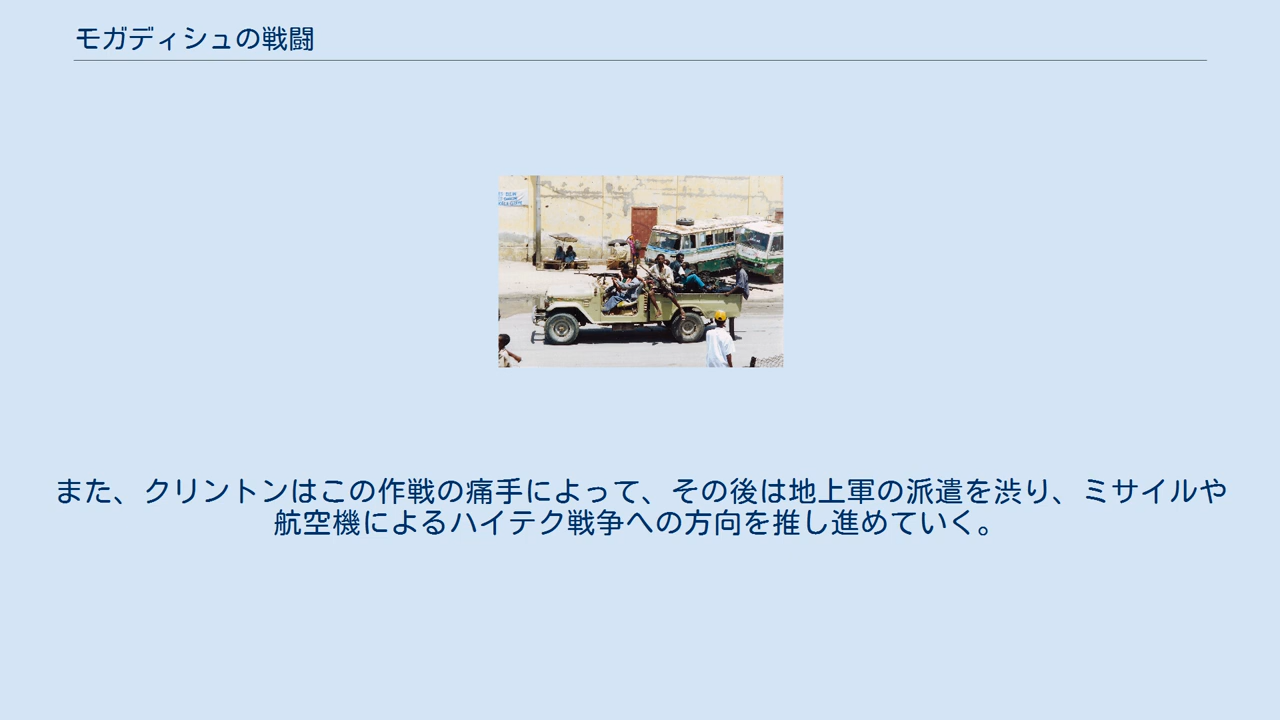 モガディシュの戦闘
また、クリントンはこの作戦の痛手によって、その後は地上軍の派遣を渋り、ミサイルや
航空機によるハイテク戦争への方向を推し進めていく。